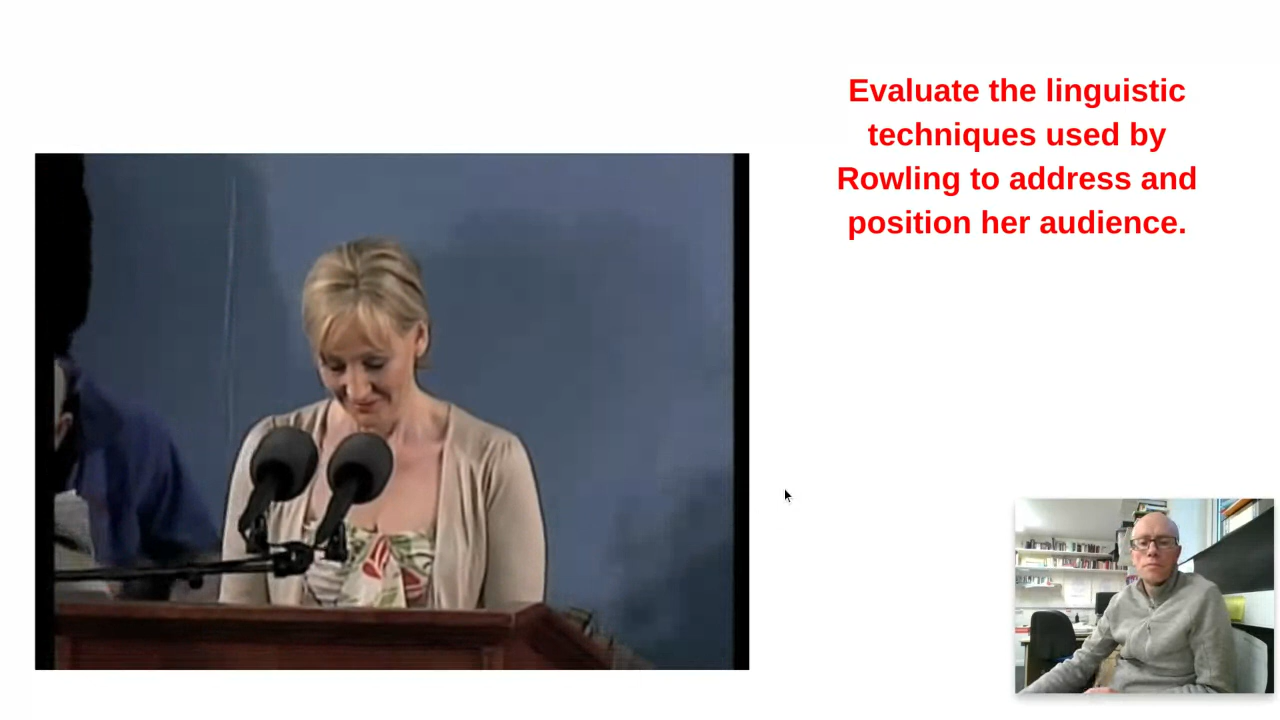 Evaluate the linguistic
techniques used by
Rowling to address and
position her audience.